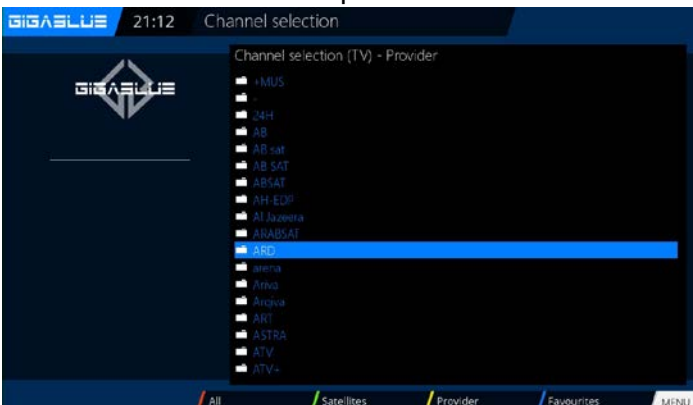 GIGABLUE 21:12 Channel selection
Channel selection (TV) - Provider
GIGABLUE
+MUS
-
24H
AB
AB sat
AB SAT
ABSAT
AH-EDP
Al Jazeera
ARABSAT
ARD
arena
Ariva
Arqiva
ART
ASTRA
ATV
ATV+
All Satellites Provider Favourites MENU